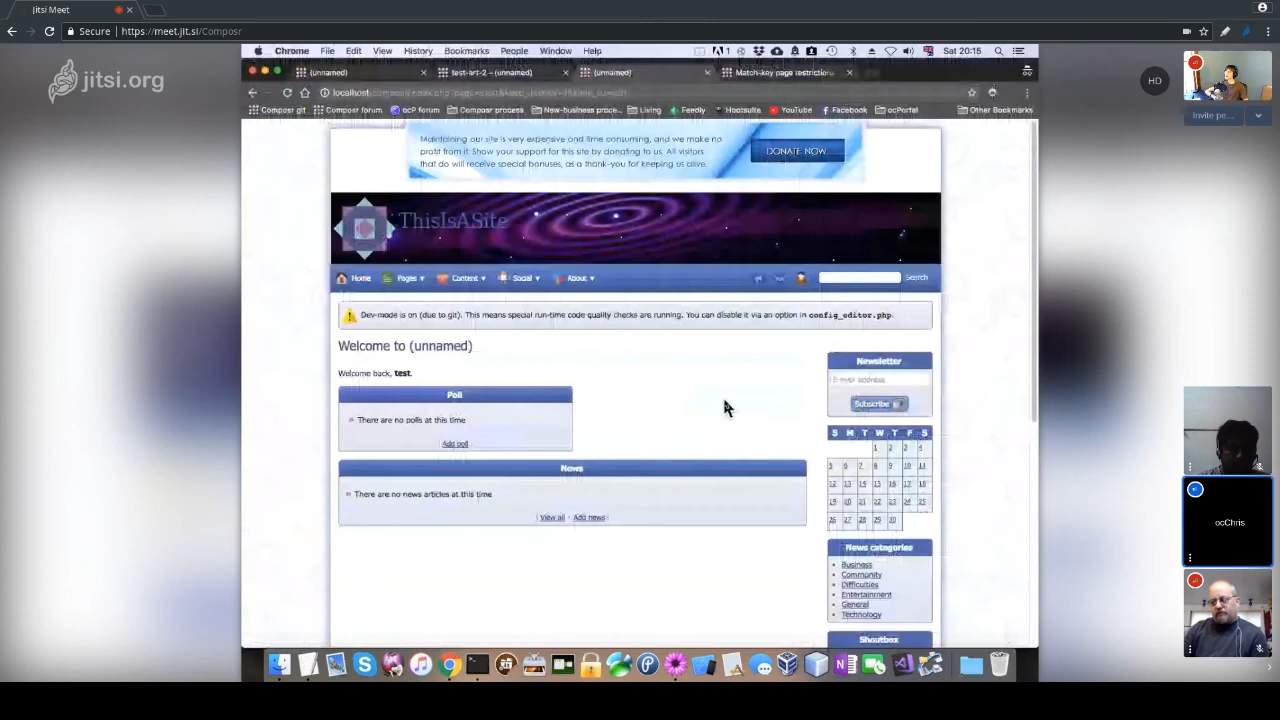 Jitsi Meet
Secure
https://meet.jit.si/Composr
jitsi.org
Chrome File Edit View History Bookmarks People Window Help
Sat 20:15
(unnamed)
test-art-2 – (unnamed)
(unnamed)
Match-key page restriction
localhost
Composr git
Composr forum
ocP forum
Composr process
New-business proce...
Living
Feedly
Hootsuite
YouTube
Facebook
ocPortal
Other Bookmarks
Maintaining our site is very expensive and time consuming, and we make no
profit from it. Show your support for this site by donating to us. All visitors
that do will receive special bonuses, as a thank-you for keeping us alive.
DONATE NOW
ThisIsASite
Home
Pages
Content
Social
About
Search
Dev-mode is on (due to git). This means special run-time code quality checks are running. You can disable it via an option in config_editor.php.
Welcome to (unnamed)
Welcome back, test.
Poll
» There are no polls at this time
Add poll
News
» There are no news articles at this time
View all · Add news
Newsletter
E-mail address
Subscribe
S M T W T F S
1 2 3 4
5 6 7 8 9 10 11
12 13 14 15 16 17 18
19 20 21 22 23 24 25
26 27 28 29 30
News categories
Business
Community
Difficulties
Entertainment
General
Technology
Shoutbox
HD
Invite pe...
ocChris